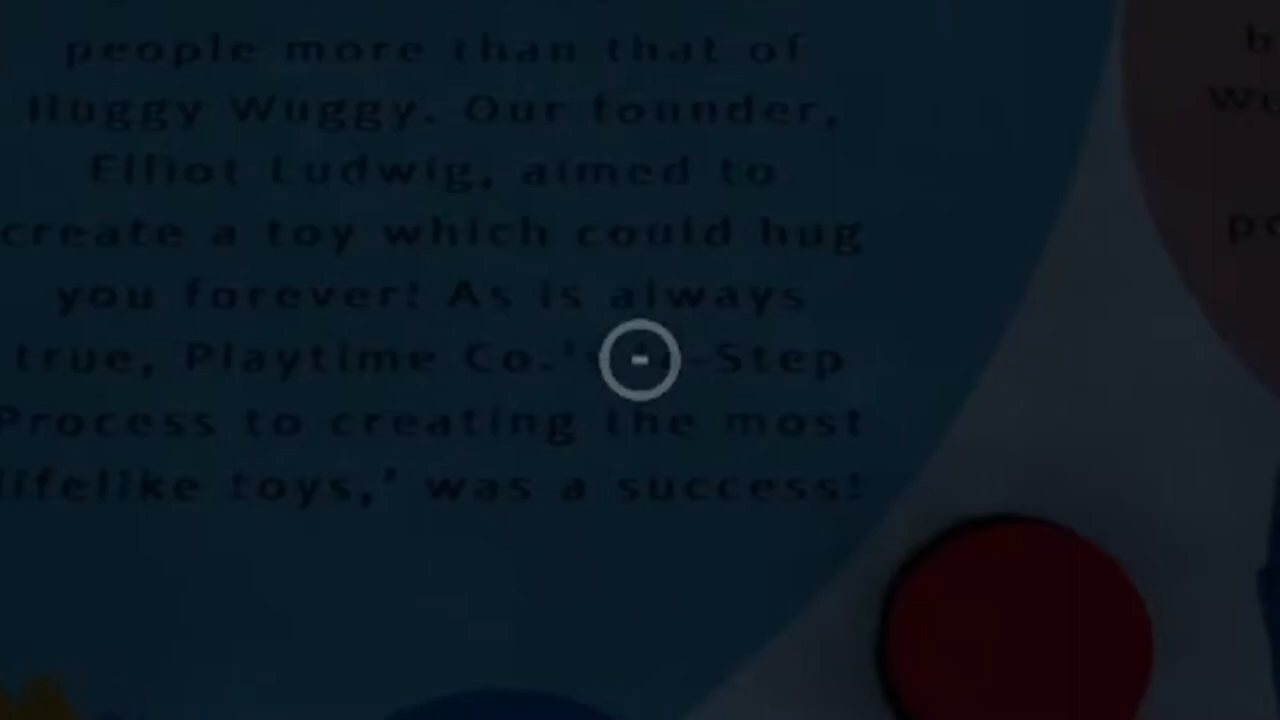 people more than that of
Huggy Wuggy. Our founder,
Elliot Ludwig, aimed to
create a toy which could hug
you forever! As is always
true, Playtime Co.'s -Step
Process to creating the most
lifelike toys,' was a success!